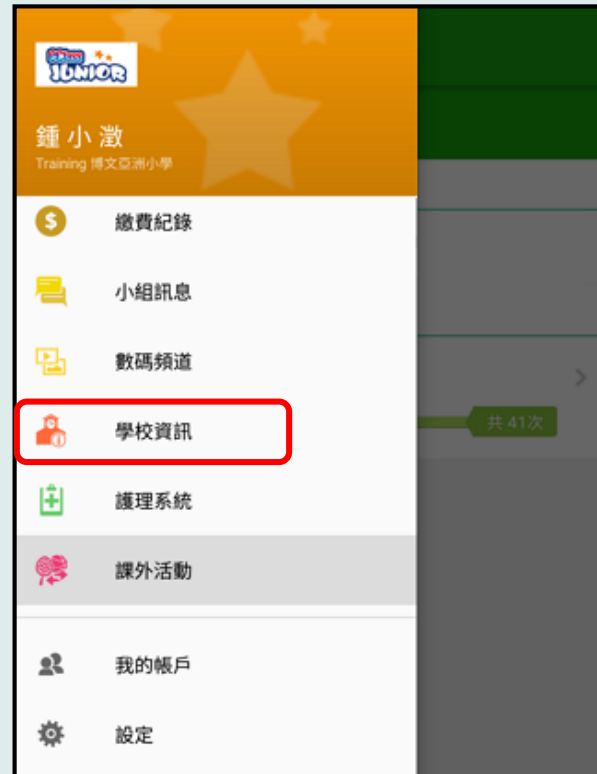 JUNIOR
鍾小澂
Training 博文亞洲小學
繳費紀錄
小組訊息
數碼頻道
學校資訊
共 41次
護理系統
課外活動
我的帳戶
設定